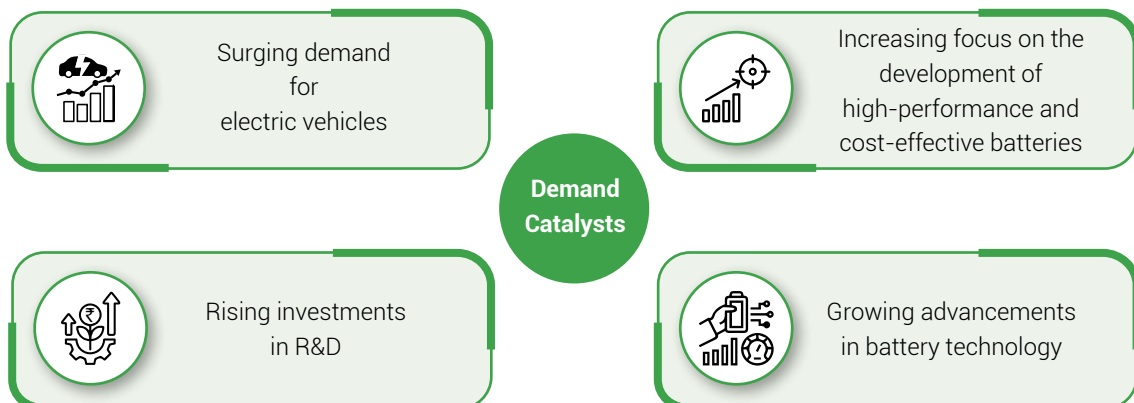 Surging demand
for
electric vehicles
Increasing focus on the
development of
high-performance and
cost-effective batteries
Demand
Catalysts
Rising investments
in R&D
₹
Growing advancements
in battery technology